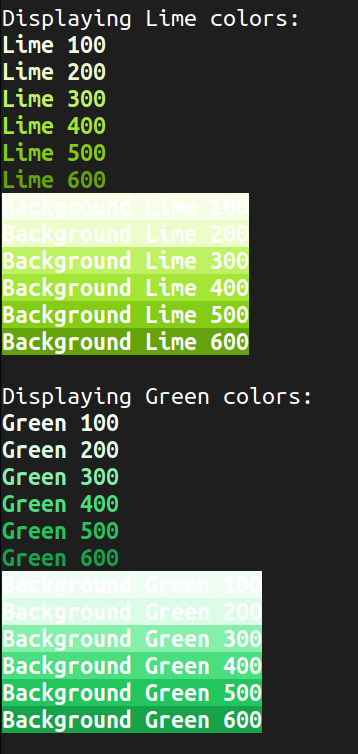 Displaying Lime colors:
Lime 100
Lime 200
Lime 300
Lime 400
Lime 500
Lime 600
Background Lime 100
Background Lime 200
Background Lime 300
Background Lime 400
Background Lime 500
Background Lime 600
Displaying Green colors:
Green 100
Green 200
Green 300
Green 400
Green 500
Green 600
Background Green 100
Background Green 200
Background Green 300
Background Green 400
Background Green 500
Background Green 600